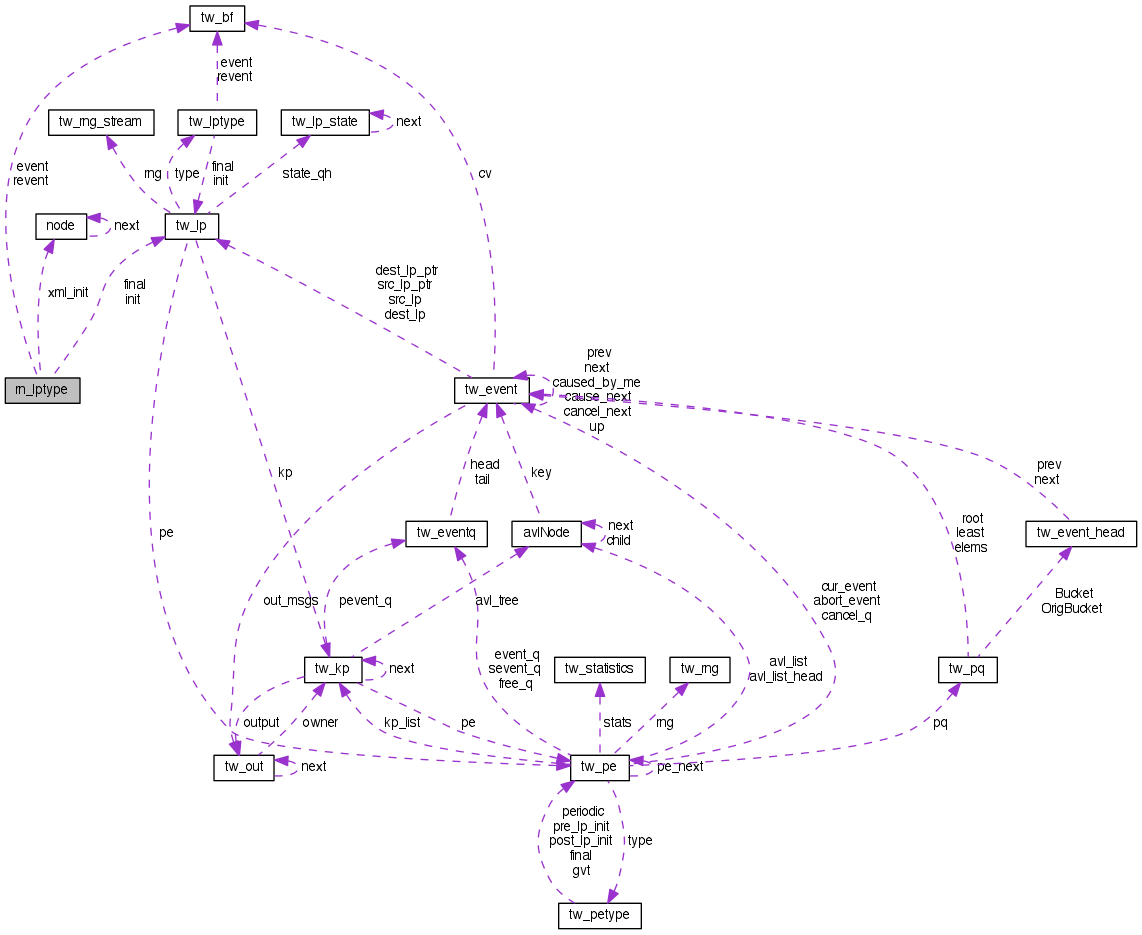 tw_bf
event
revent
tw_rng_stream
tw_lptype
tw_lp_state
next
event
revent
rng
type
final
init
state_qh
cv
node
next
tw_lp
xml_init
final
init
dest_lp_ptr
src_lp_ptr
src_lp
dest_lp
rn_lptype
tw_event
prev
next
caused_by_me
cause_next
cancel_next
up
kp
head
tail
key
prev
next
pe
tw_eventq
avlNode
next
child
root
least
elems
tw_event_head
out_msgs
pevent_q
avl_tree
cur_event
abort_event
cancel_q
Bucket
OrigBucket
tw_kp
next
event_q
sevent_q
free_q
tw_statistics
tw_rng
avl_list
avl_list_head
tw_pq
output
owner
kp_list
pe
stats
rng
pq
tw_out
next
tw_pe
pe_next
periodic
pre_lp_init
post_lp_init
final
gvt
type
tw_petype